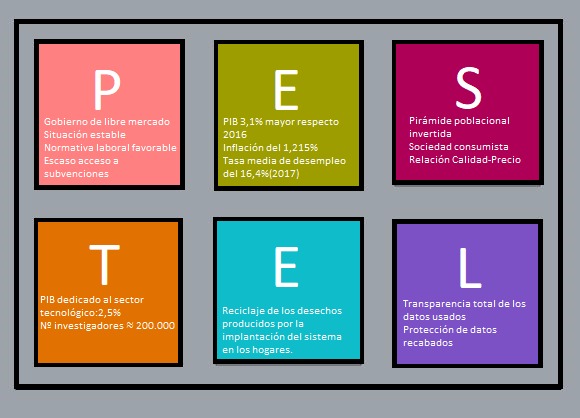 P
Gobierno de libre mercado
Situación estable
Normativa laboral favorable
Escaso acceso a
subvenciones
E
PIB 3,1% mayor respecto
2016
Inflación del 1,215%
Tasa media de desempleo
del 16,4%(2017)
S
Pirámide poblacional
invertida
Sociedad consumista
Relación Calidad-Precio
T
PIB dedicado al sector
tecnológico:2,5%
Nº investigadores ≈ 200.000
E
Reciclaje de los desechos
producidos por la
implantación del sistema
en los hogares.
L
Transparencia total de los
datos usados
Protección de datos
recabados